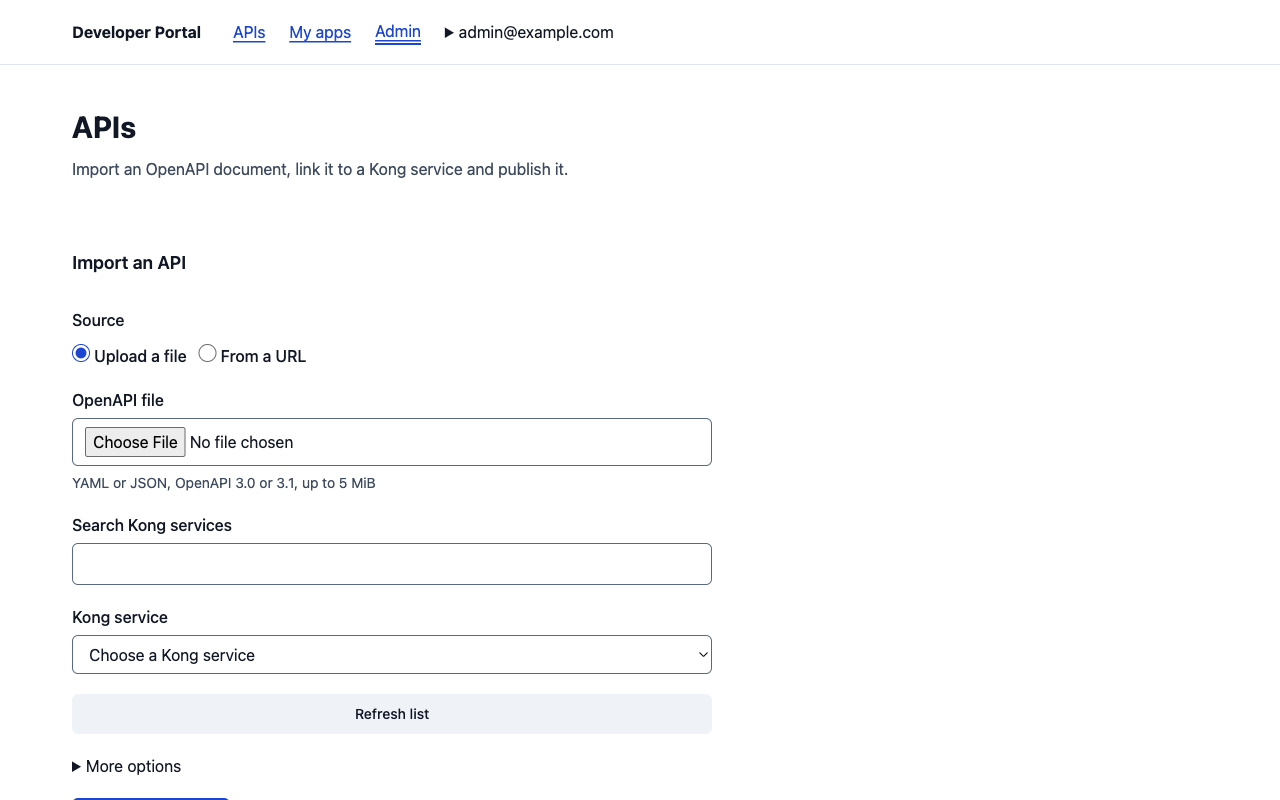 Developer Portal APIs My apps Admin ▶ admin@example.com
APIs
Import an OpenAPI document, link it to a Kong service and publish it.
Import an API
Source
Upload a file From a URL
OpenAPI file
Choose File No file chosen
YAML or JSON, OpenAPI 3.0 or 3.1, up to 5 MiB
Search Kong services
Kong service
Choose a Kong service
Refresh list
▶ More options